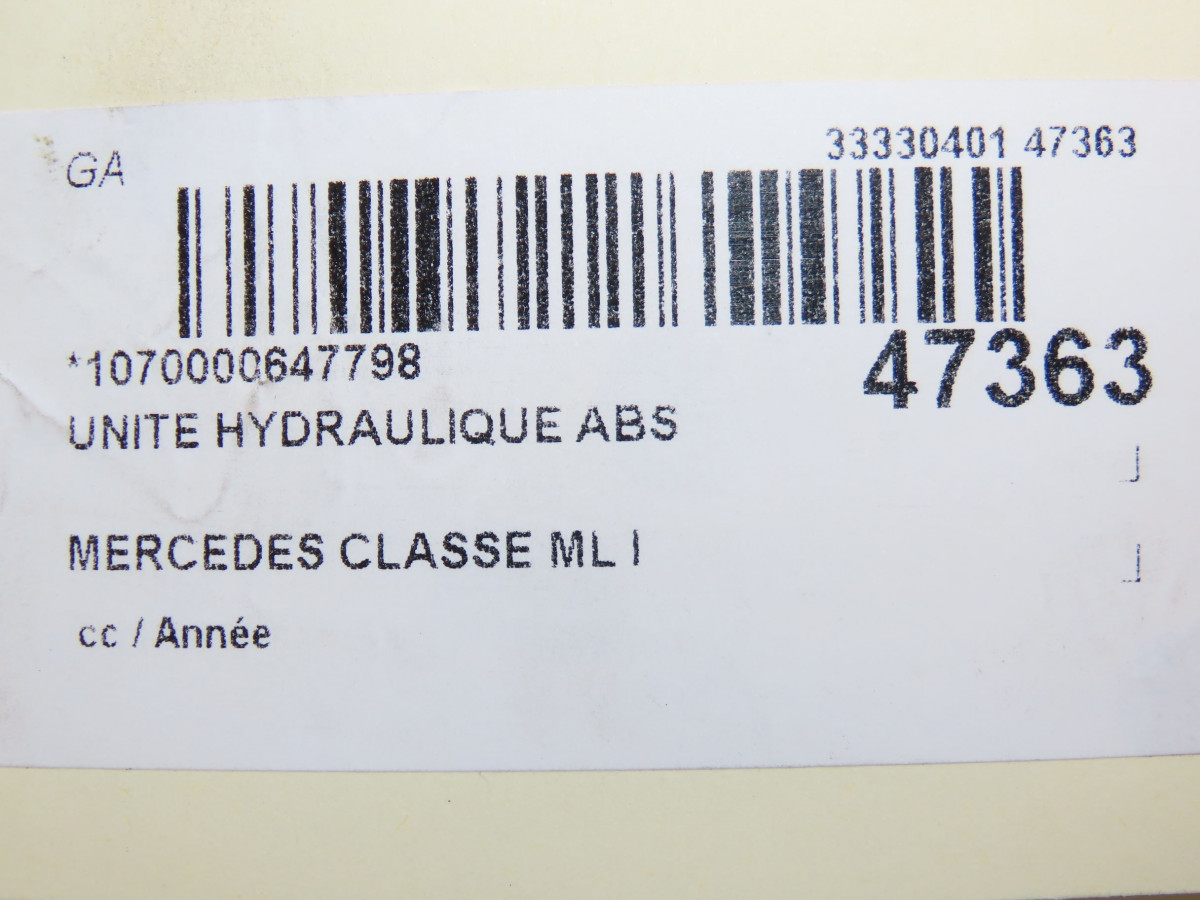 GA
33330401 47363
*1070000647798
47363
UNITE HYDRAULIQUE ABS
MERCEDES CLASSE ML I
cc / Année